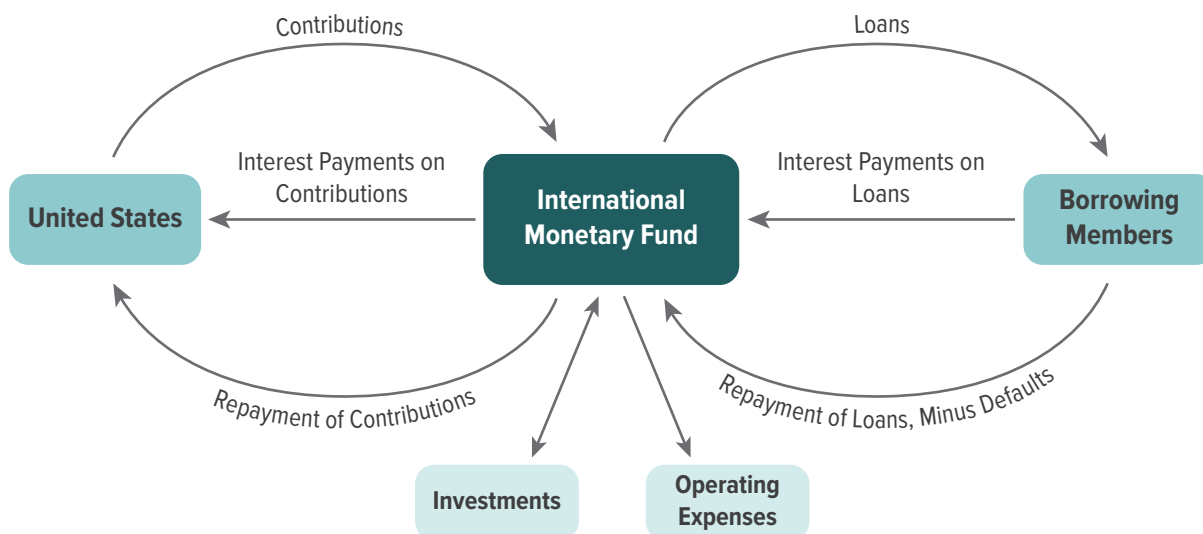 Contributions
Loans
Interest Payments on
Contributions
Interest Payments on
Loans
United States
International
Monetary Fund
Borrowing
Members
Repayment of Contributions
Repayment of Loans, Minus Defaults
Investments
Operating
Expenses